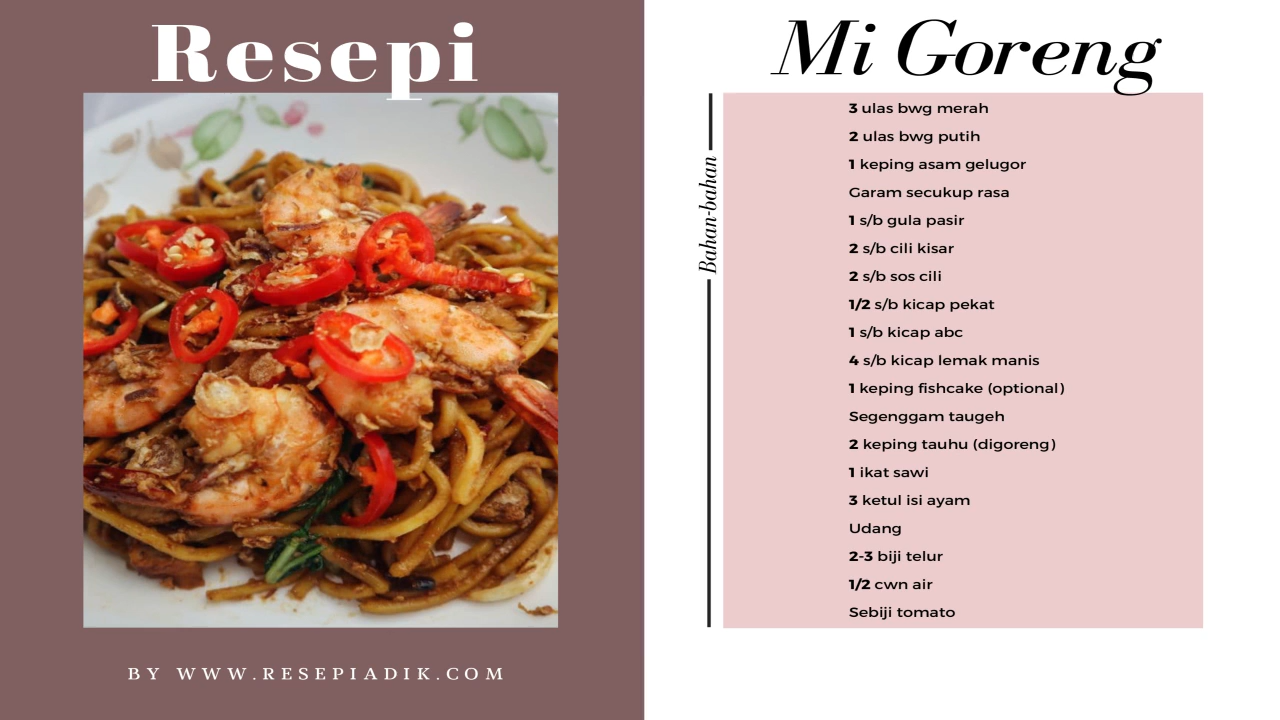 Resepi
BY WWW.RESEPIADIK.COM
Mi Goreng
Bahan-bahan
3 ulas bwg merah
2 ulas bwg putih
1 keping asam gelugor
Garam secukup rasa
1 s/b gula pasir
2 s/b cili kisar
2 s/b sos cili
1/2 s/b kicap pekat
1 s/b kicap abc
4 s/b kicap lemak manis
1 keping fishcake (optional)
Segenggam taugeh
2 keping tauhu (digoreng)
1 ikat sawi
3 ketul isi ayam
Udang
2-3 biji telur
1/2 cwn air
Sebiji tomato